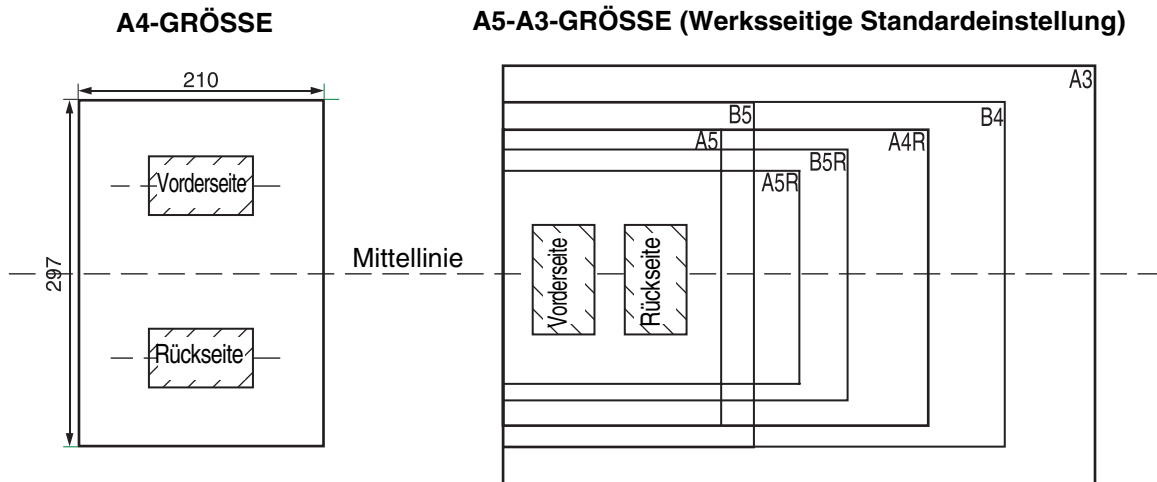 A4-GRÖSSE
A5-A3-GRÖSSE (Werksseitige Standardeinstellung)
210
297
Vorderseite
Rückseite
Mittellinie
A3
B5
B4
A5
A4R
B5R
A5R
Vorderseite
Rückseite